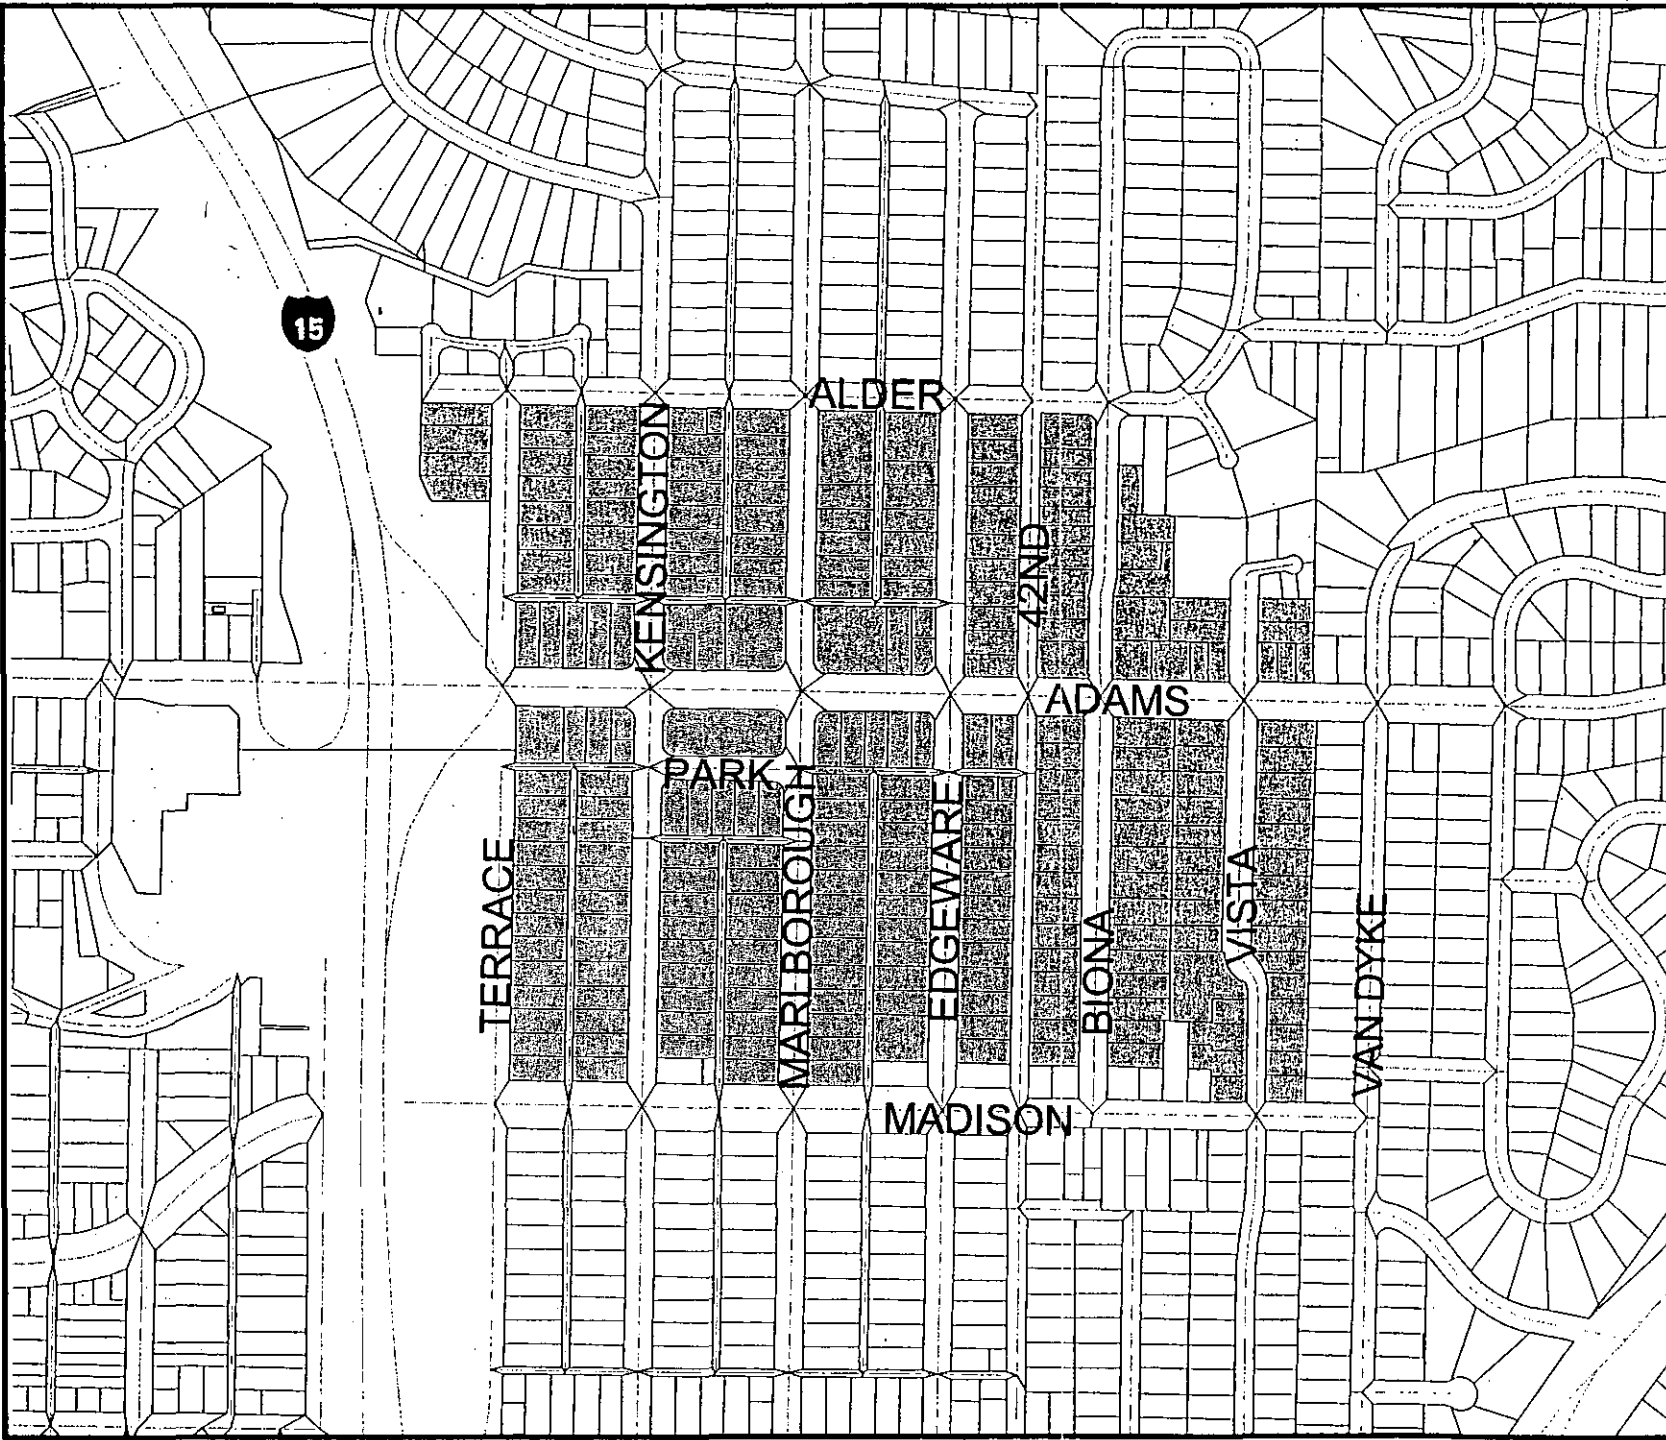 15
ALDER
KENSINGTON
42ND
ADAMS
PARK
MARLBOROUGH
TERRACE
EDGEWARE
VISTA
BIONA
VAN DYKE
MADISON